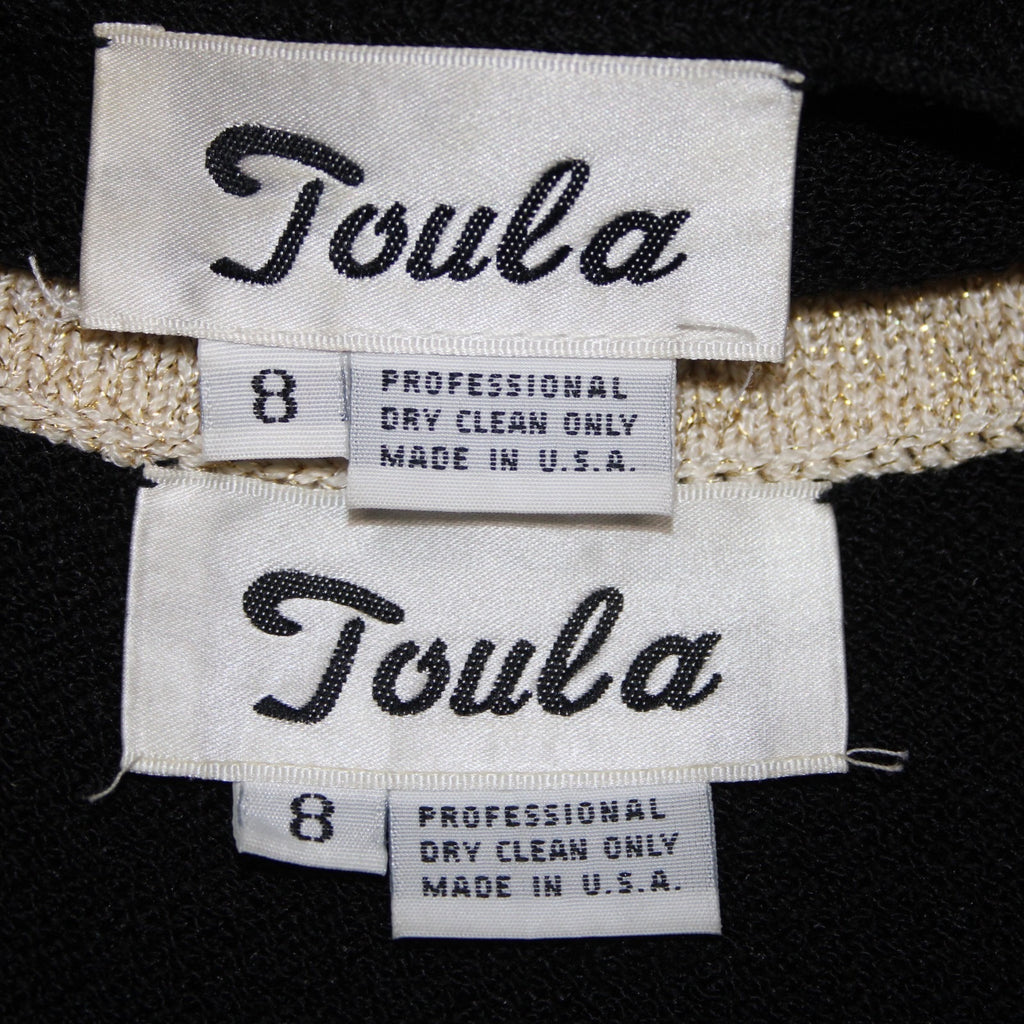 Toula
8
PROFESSIONAL
DRY CLEAN ONLY
MADE IN U.S.A.
Toula
8
PROFESSIONAL
DRY CLEAN ONLY
MADE IN U.S.A.